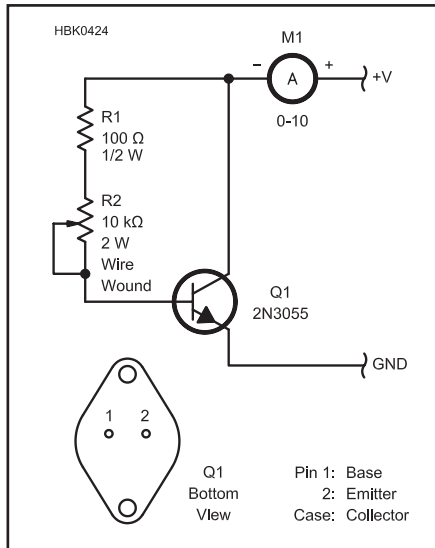 HBK0424
M1
– +
+V
A
0-10
R1
100 Ω
1/2 W
R2
10 kΩ
2 W
Wire
Wound
Q1
2N3055
GND
1 2
Q1
Bottom
VIew
Pin 1: Base
2: Emitter
Case: Collector